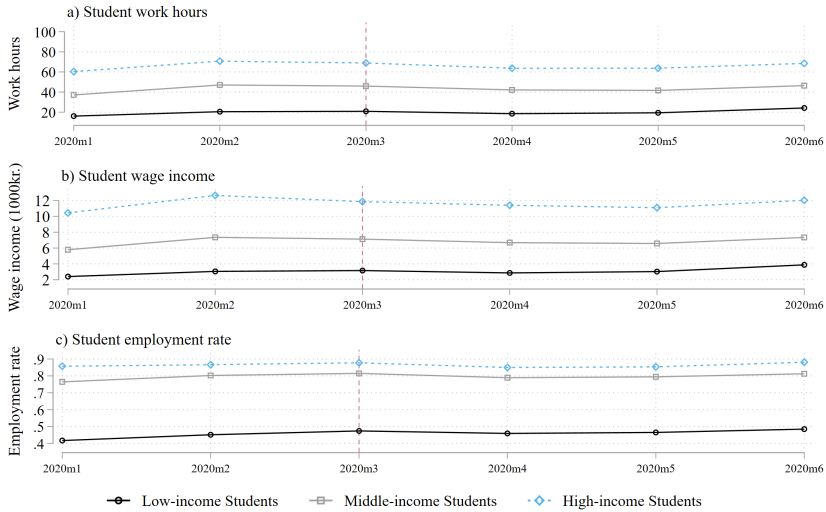 a) Student work hours
Work hours
100
80
60
40
20
2020m1 2020m2 2020m3 2020m4 2020m5 2020m6
b) Student wage income
Wage income (1000kr.)
12
10
8
6
4
2
2020m1 2020m2 2020m3 2020m4 2020m5 2020m6
c) Student employment rate
Employment rate
.9
.8
.7
.6
.5
.4
2020m1 2020m2 2020m3 2020m4 2020m5 2020m6
Low-income Students Middle-income Students High-income Students